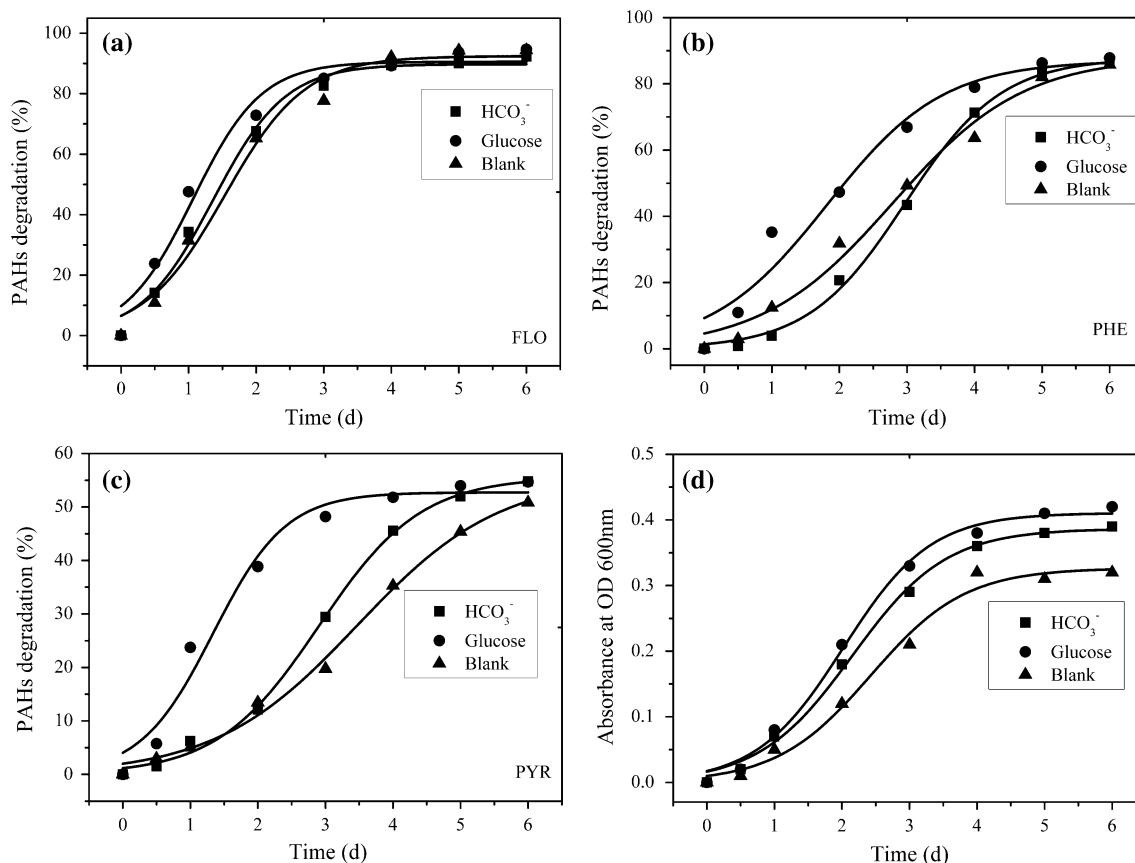 (a)
PAHs degradation (%)
100
80
60
40
20
0
HCO3-
Glucose
Blank
FLO
0 1 2 3 4 5 6
Time (d)
(b)
PAHs degradation (%)
100
80
60
40
20
0
HCO3-
Glucose
Blank
PHE
0 1 2 3 4 5 6
Time (d)
(c)
PAHs degradation (%)
60
50
40
30
20
10
0
HCO3-
Glucose
Blank
PYR
0 1 2 3 4 5 6
Time (d)
(d)
Absorbance at OD 600nm
0.5
0.4
0.3
0.2
0.1
0.0
HCO3-
Glucose
Blank
0 1 2 3 4 5 6
Time (d)